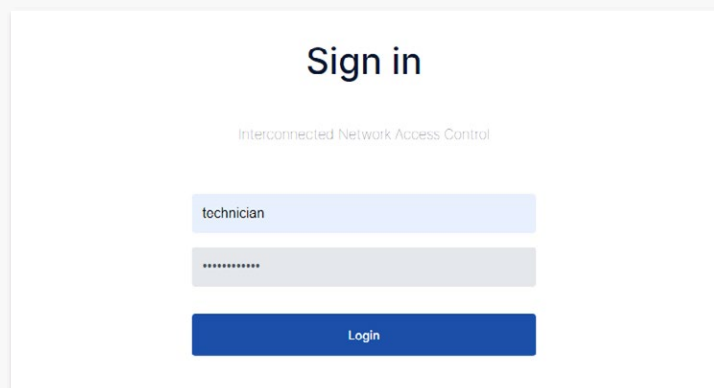 Sign in
Interconnected Network Access Control
technician
••••••••••••
Login